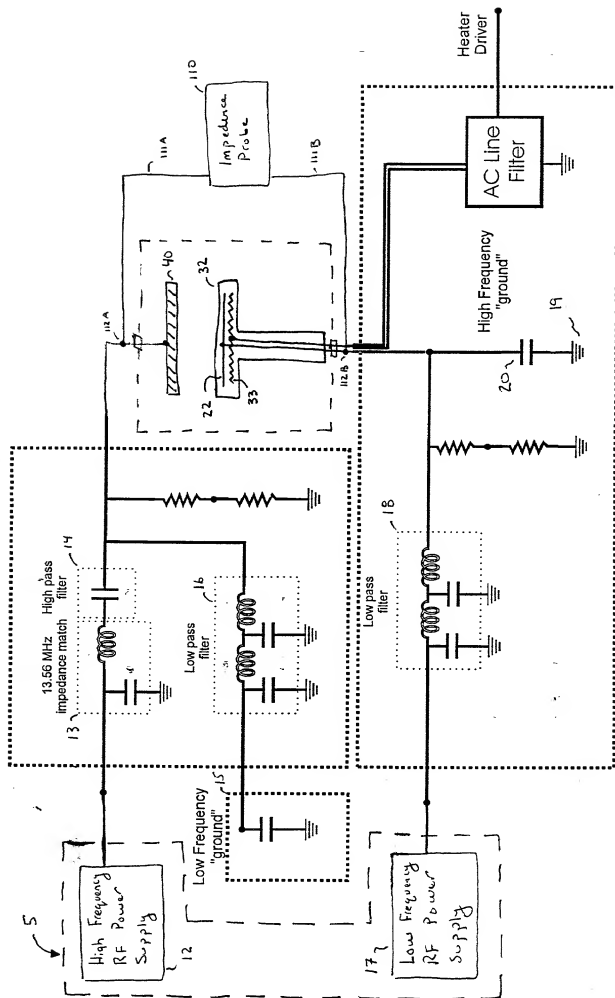 110
Impedance
Probe
111A
111B
112A
40
32
22
33
112B
Heater
Driver
AC Line
Filter
High Frequency
"ground"
19
20
14
High pass
filter
13.56 MHz
impedance match
13
16
Low pass
filter
18
Low pass
filter
15
Low Frequency
"ground"
5
High Frequency
RF Power
Supply
12
17
Low Frequency
RF Power
Supply